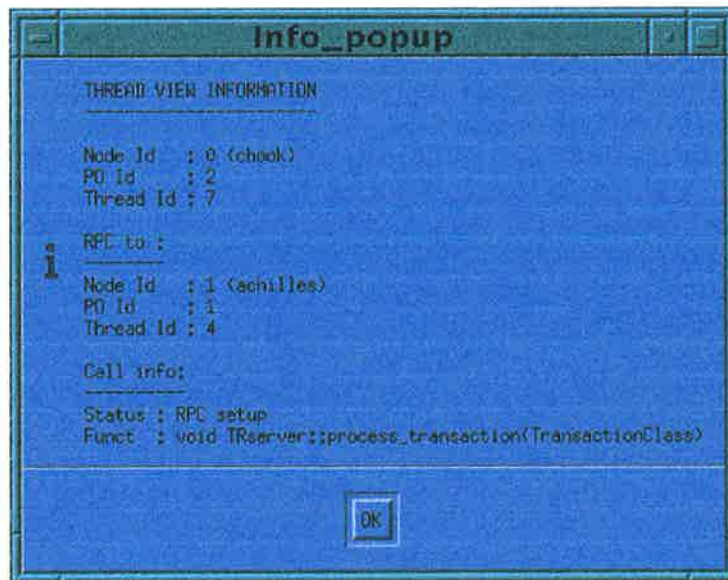 Info_popup
THREAD VIEW INFORMATION
Node Id : 0 (chook)
PO Id : 2
Thread Id : 7
RPC to :
Node Id : 1 (achilles)
PO Id : 1
Thread Id : 4
Call info:
Status : RPC setup
Funct : void TRserver::process_transaction(TransactionClass)
OK